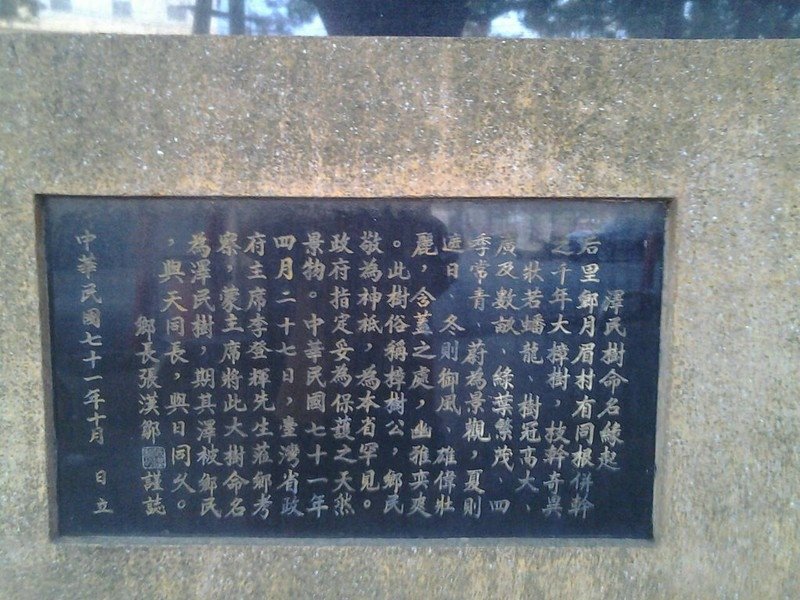 澤民樹命名緣起
后里鄉月眉村有同根併幹
之千年大樟樹，枝幹奇異
、狀若蟠龍、樹冠高大、
廣及數畝、綠葉繁茂、四
季常青、蔚為景觀，夏則
遮日、冬則御風、雄偉壯
麗，含蓋之處，幽雅奕爽
。此樹俗稱樟樹公，鄉民
敬為神祇，為本省罕見。
政府指定妥為保護之天然
景物。中華民國七十一年
四月二十七日，臺灣省政
府主席李登輝先生蒞鄉考
察，蒙主席將此大樹命名
為澤民樹，期其澤被鄉民
，與天同長，與日同久。
鄉長張漢鄒 謹誌
中華民國七十一年十月 日立